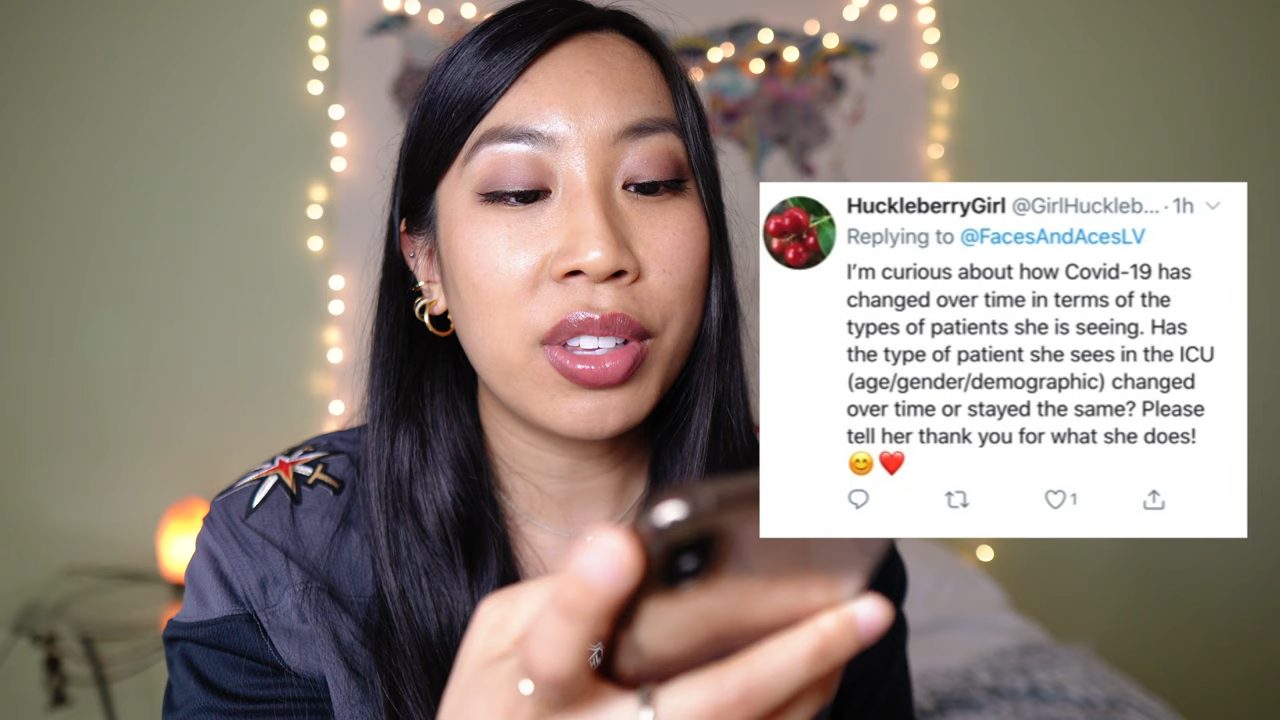 HuckleberryGirl @GirlHuckleb... · 1h
Replying to @FacesAndAcesLV
I’m curious about how Covid-19 has
changed over time in terms of the
types of patients she is seeing. Has
the type of patient she sees in the ICU
(age/gender/demographic) changed
over time or stayed the same? Please
tell her thank you for what she does!
😊❤️
1